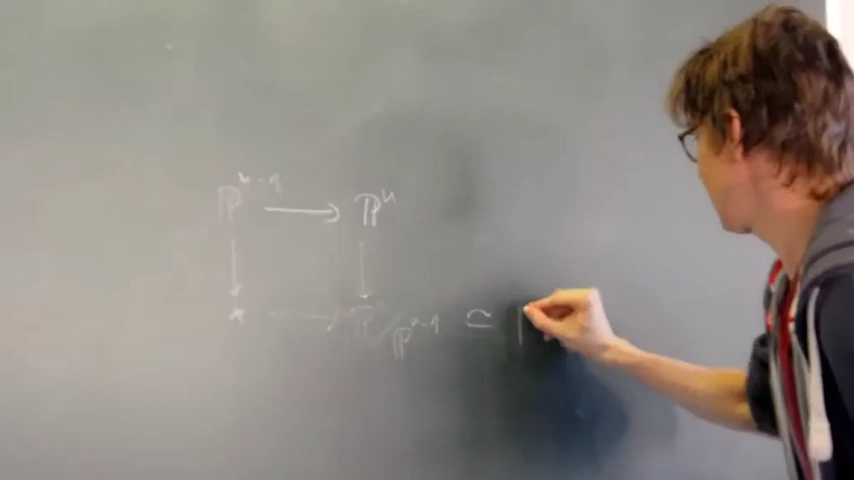 ℙⁿ⁻¹ → ℙⁿ
↓ ↓
* → ℙⁿ/ℙⁿ⁻¹ ≃